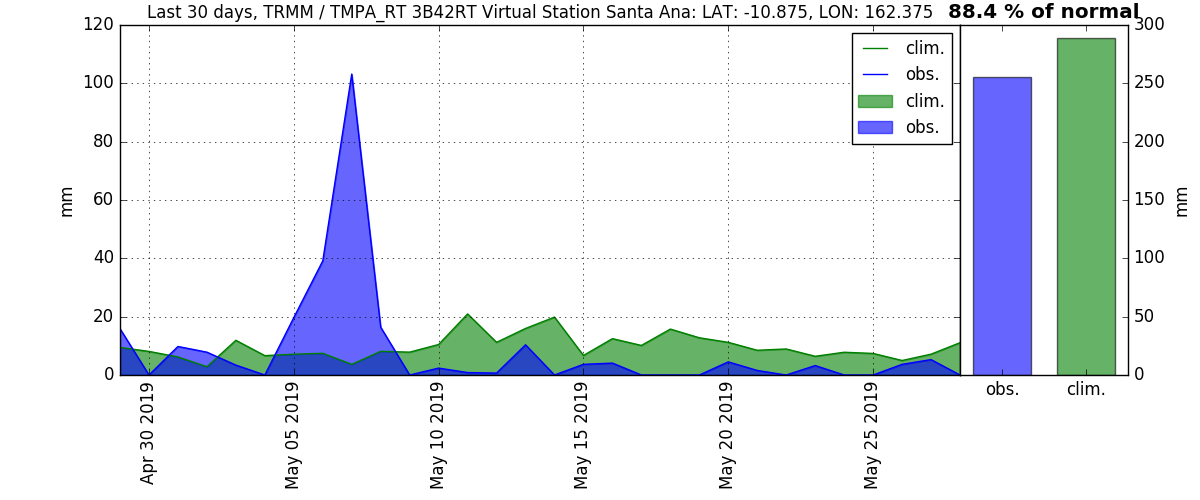 Last 30 days, TRMM / TMPA_RT 3B42RT Virtual Station Santa Ana: LAT: -10.875, LON: 162.375 88.4 % of normal
120
100
80
60
40
20
0
mm
clim.
obs.
clim.
obs.
300
250
200
150
100
50
0
mm
obs. clim.
Apr 30 2019
May 05 2019
May 10 2019
May 15 2019
May 20 2019
May 25 2019